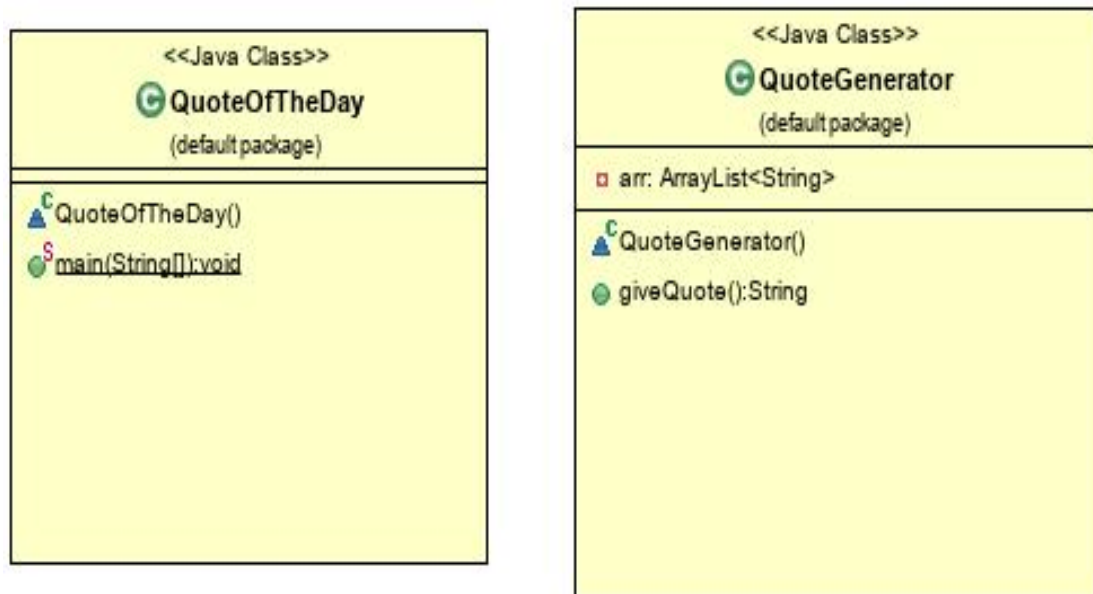 <<Java Class>>
C QuoteOfTheDay
(default package)
C QuoteOfTheDay()
S main(String[]):void
<<Java Class>>
C QuoteGenerator
(default package)
arr: ArrayList<String>
C QuoteGenerator()
giveQuote():String